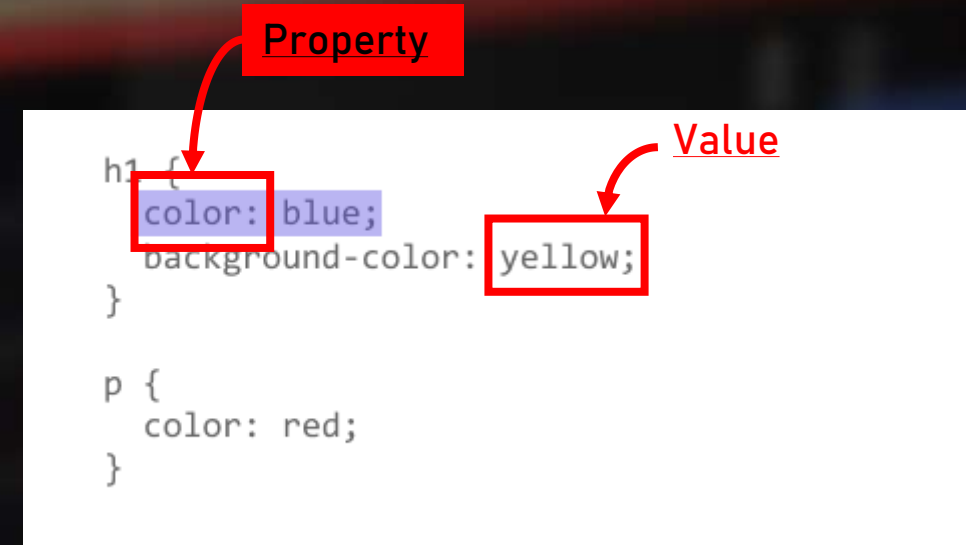 Property
Value
h1 {
color: blue;
background-color: yellow;
}
p {
color: red;
}